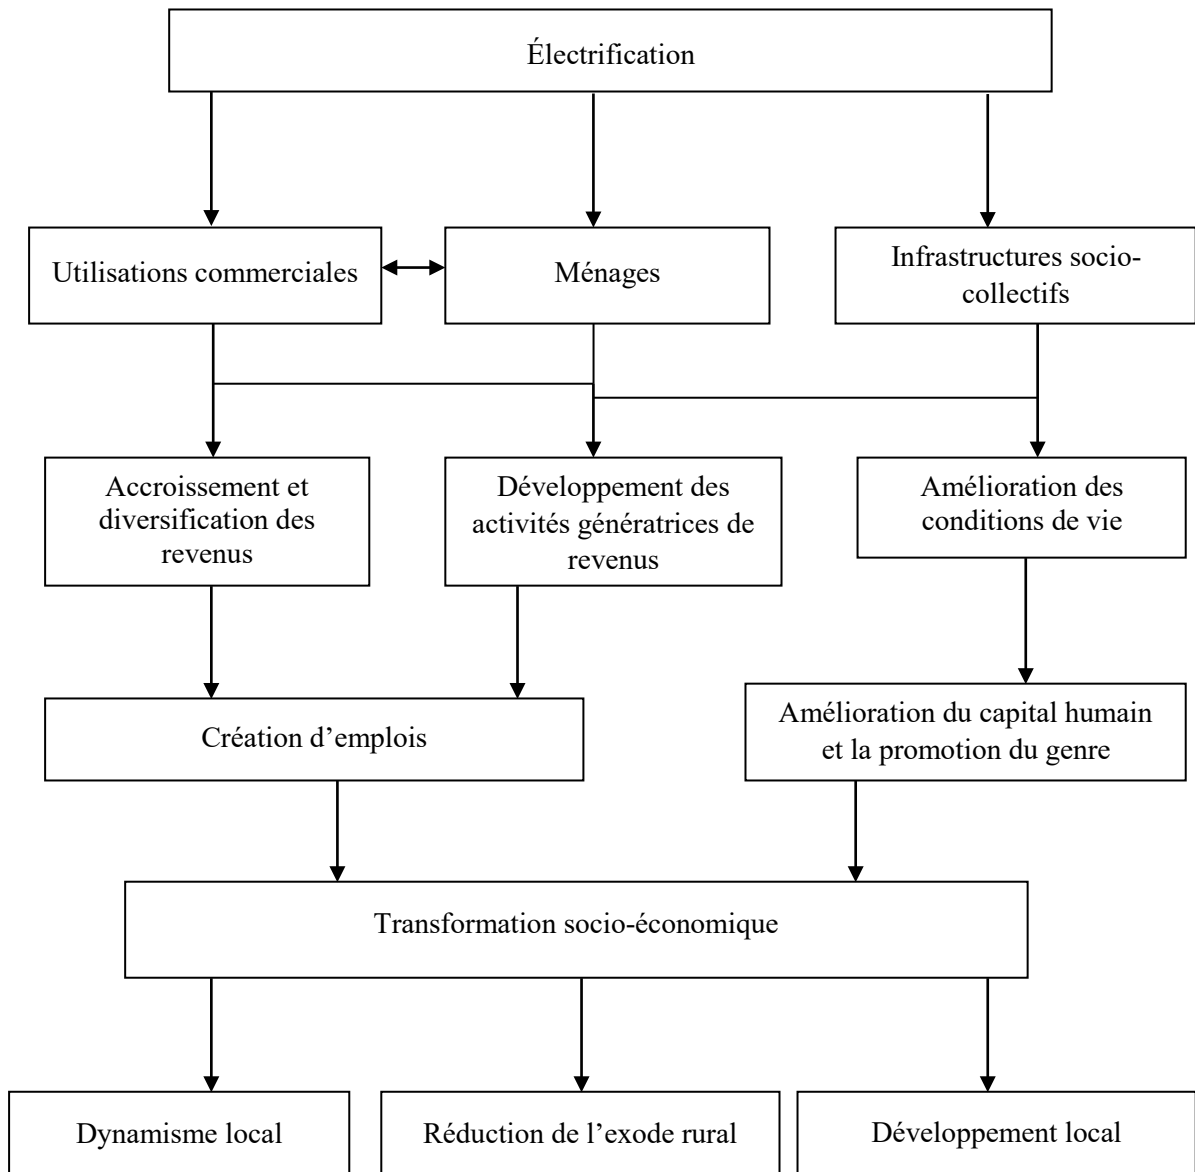 Électrification
Utilisations commerciales
Ménages
Infrastructures socio-
collectifs
Accroissement et
diversification des
revenus
Développement des
activités génératrices de
revenus
Amélioration des
conditions de vie
Création d’emplois
Amélioration du capital humain
et la promotion du genre
Transformation socio-économique
Dynamisme local
Réduction de l’exode rural
Développement local